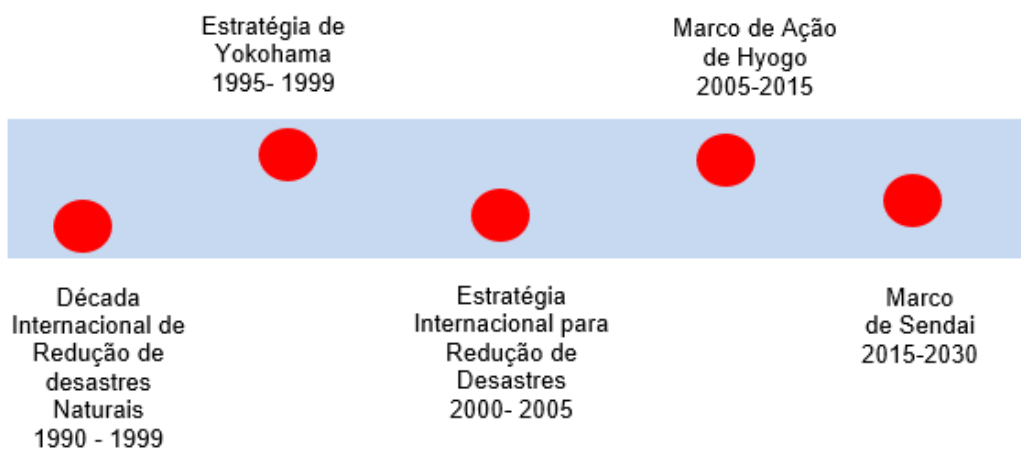 Estratégia de
Yokohama
1995- 1999
Marco de Ação
de Hyogo
2005-2015
Década
Internacional de
Redução de
desastres
Naturais
1990 - 1999
Estratégia
Internacional para
Redução de
Desastres
2000- 2005
Marco
de Sendai
2015-2030